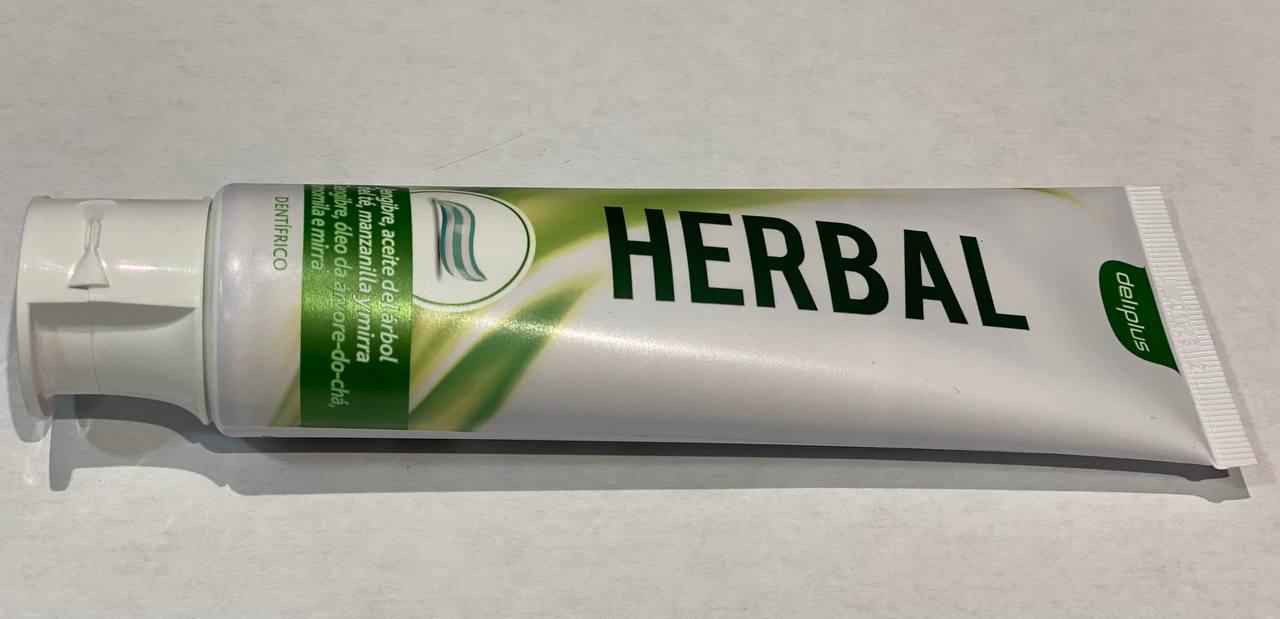 HERBAL
deliplus
jengibre, aceite del árbol
del té, manzanilla y mirra
gengibre, óleo da árvore-do-chá,
camomila e mirra
DENTÍFRICO